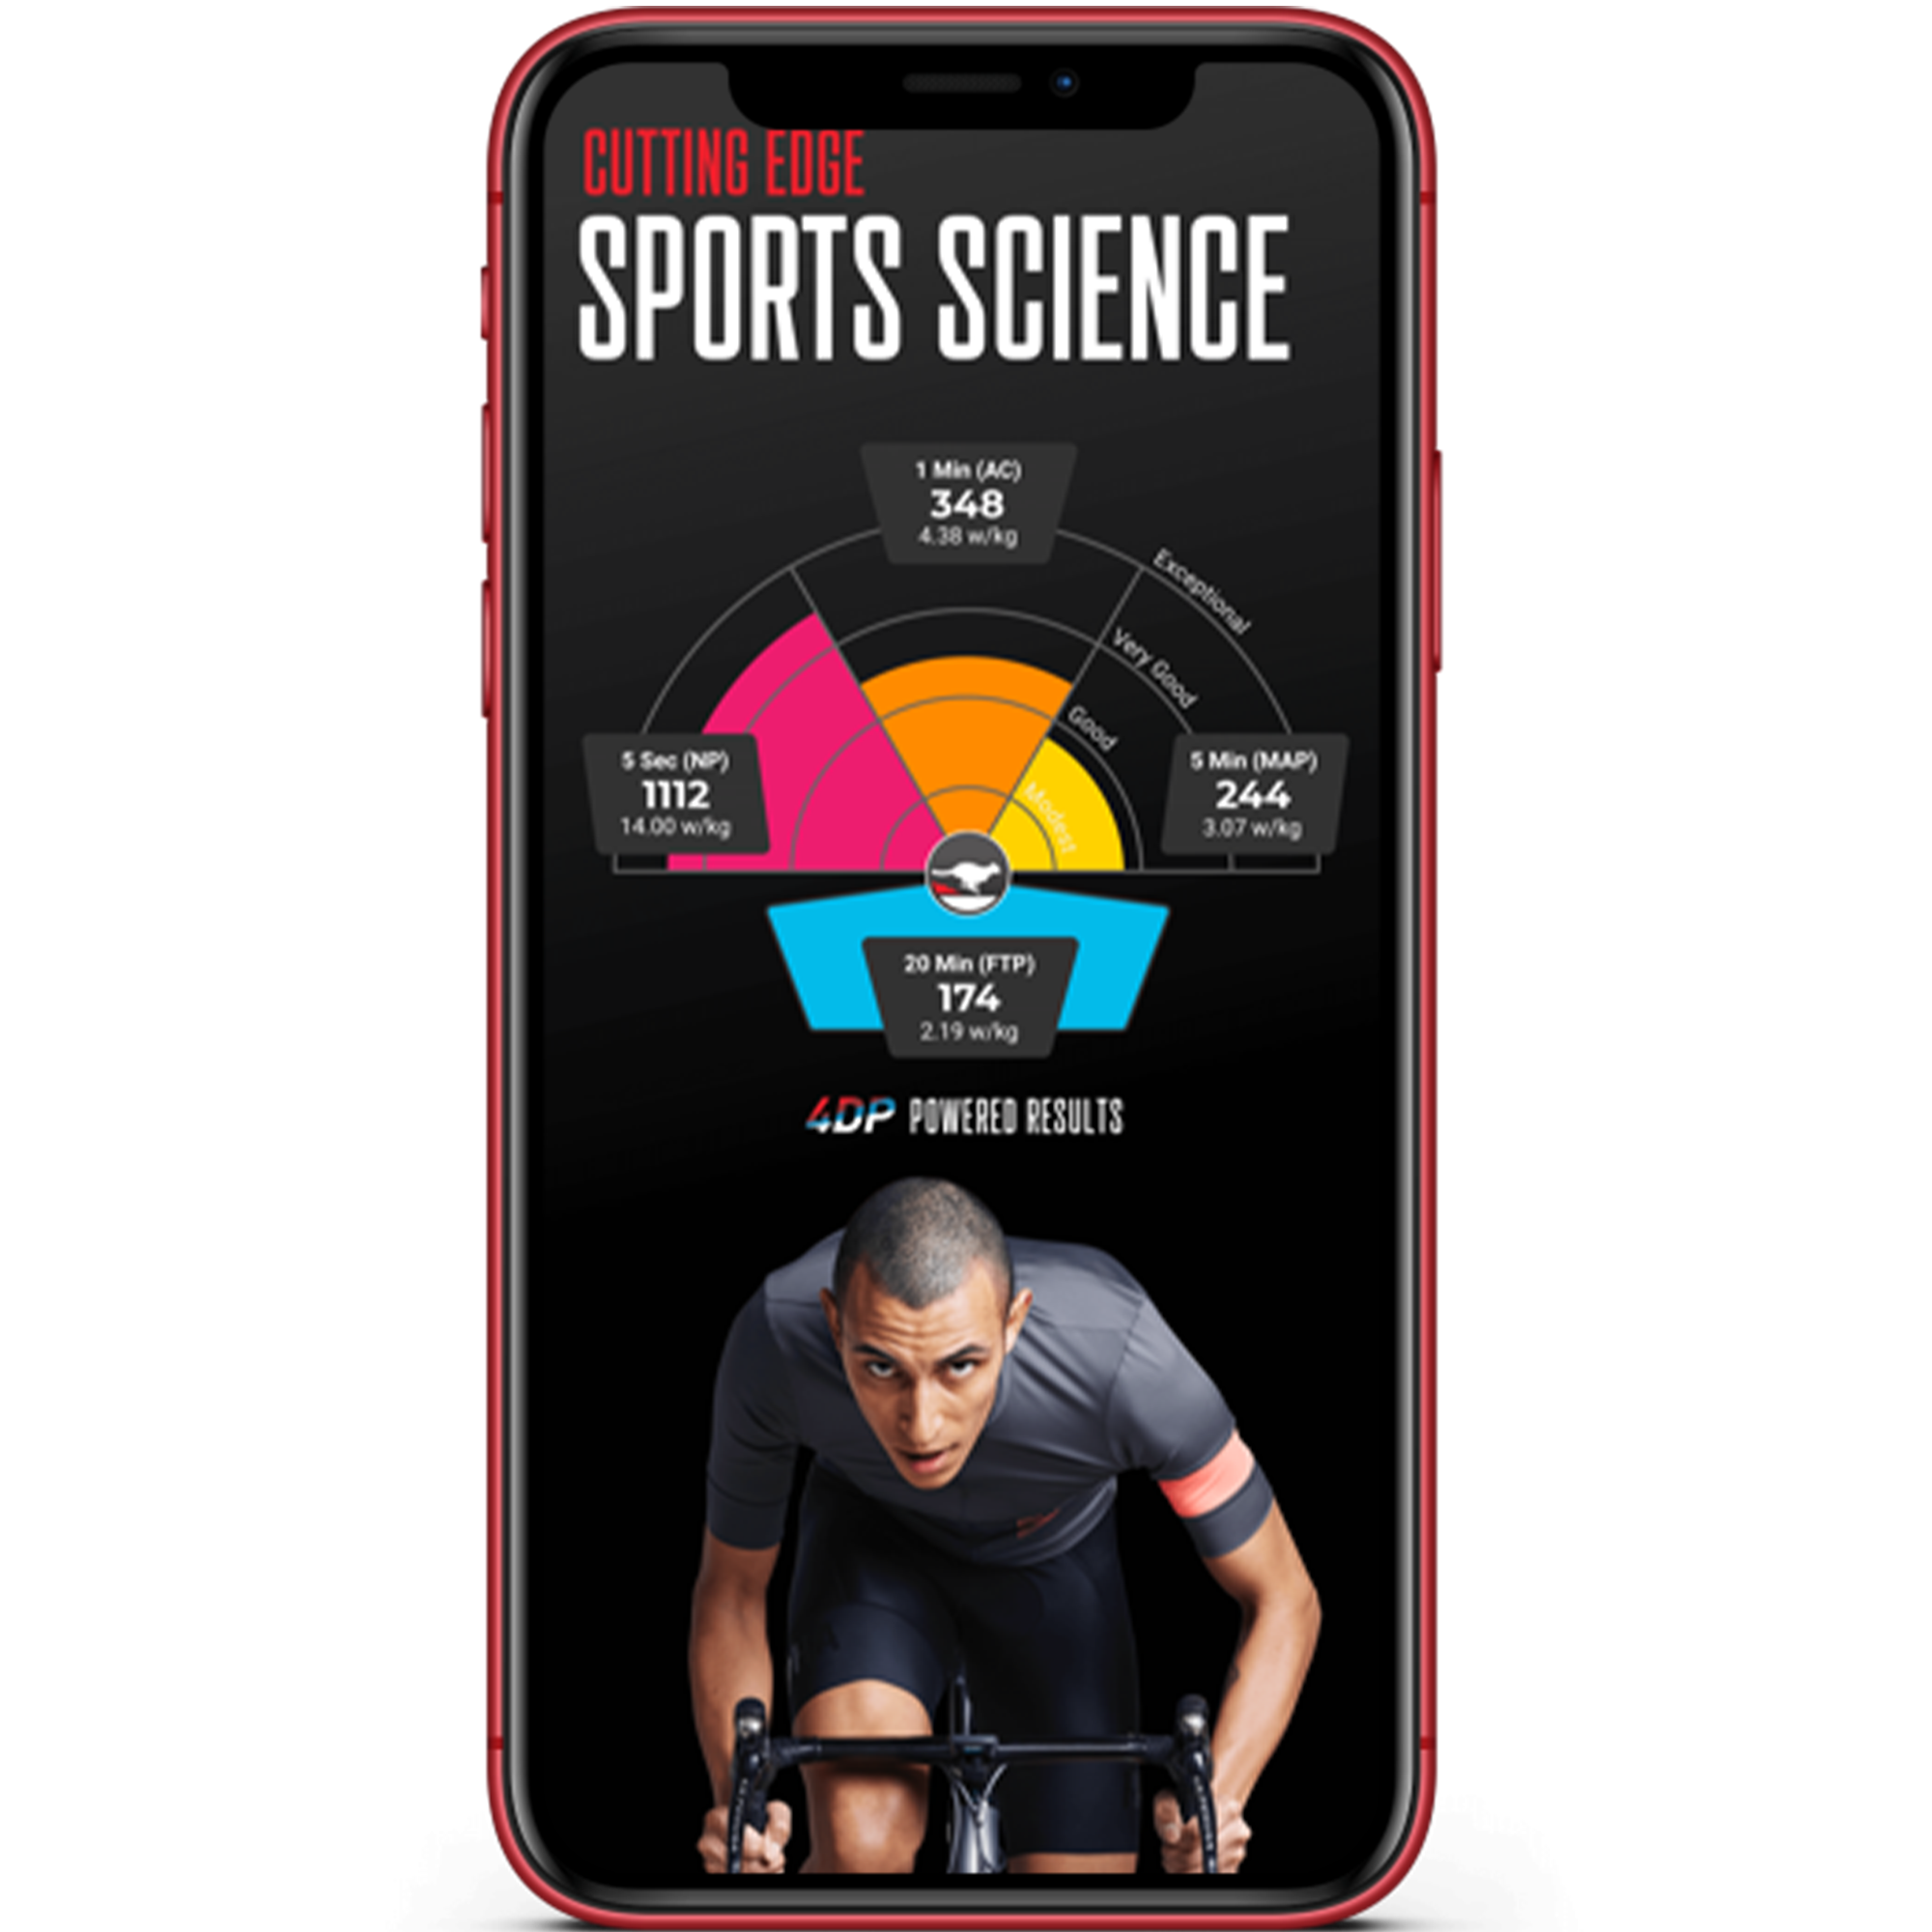 CUTTING EDGE
SPORTS SCIENCE
1 Min (AC)
348
4.38 w/kg
Exceptional
Very Good
Good
Modest
5 Sec (NP)
1112
14.00 w/kg
5 Min (MAP)
244
3.07 w/kg
20 Min (FTP)
174
2.19 w/kg
4DP POWERED RESULTS